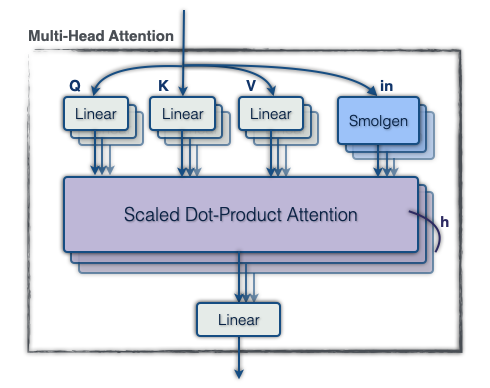 Multi-Head Attention
Q K V in
Linear Linear Linear Smolgen
Scaled Dot-Product Attention
h
Linear